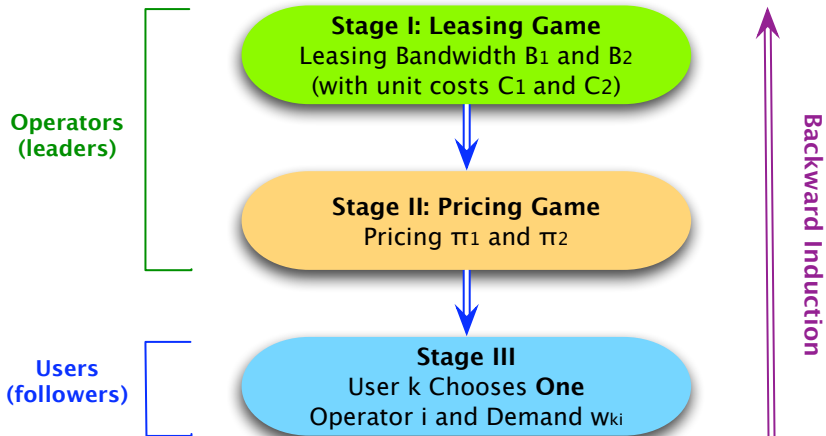 Stage I: Leasing Game
Leasing Bandwidth B1 and B2
(with unit costs C1 and C2)
Operators
(leaders)
Stage II: Pricing Game
Pricing π1 and π2
Backward Induction
Stage III
User k Chooses One
Operator i and Demand wki
Users
(followers)